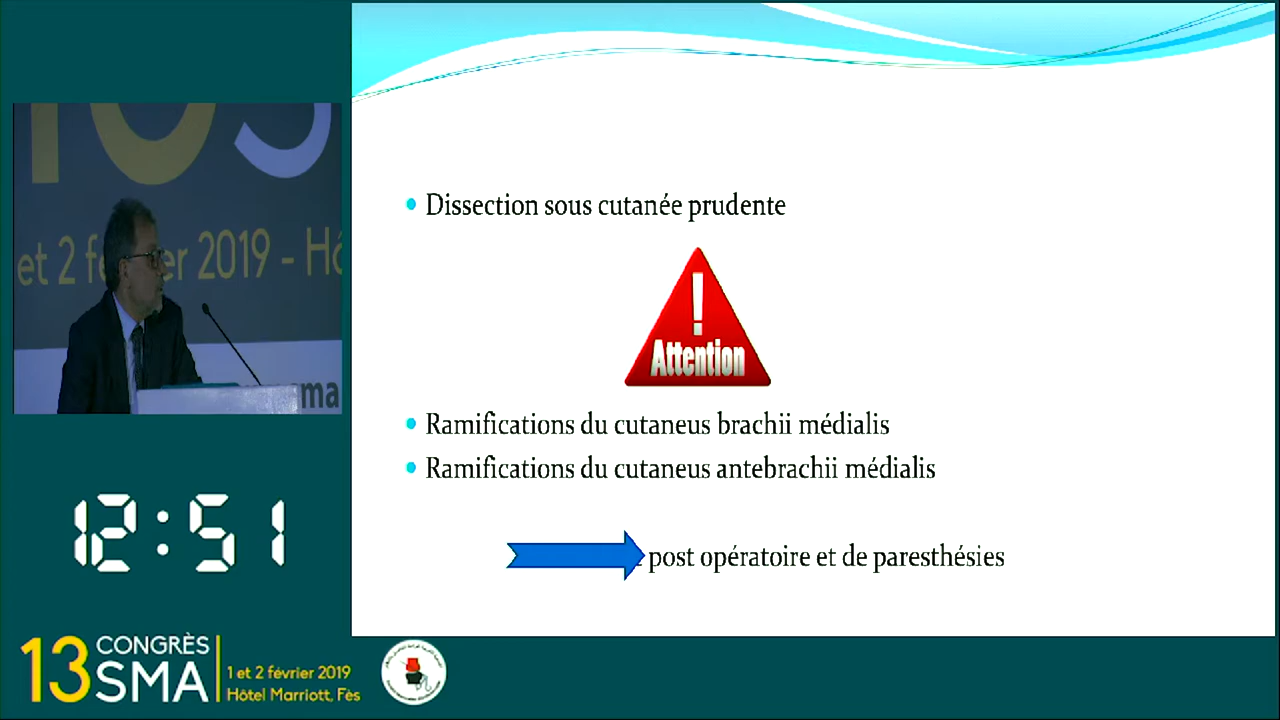 et 2 février 2019 - Hô
ma
Dissection sous cutanée prudente
!
Attention
Ramifications du cutaneus brachii médialis
Ramifications du cutaneus antebrachii médialis
post opératoire et de paresthésies
12:51
13 CONGRÈS SMA
1 et 2 février 2019
Hôtel Marriott, Fès